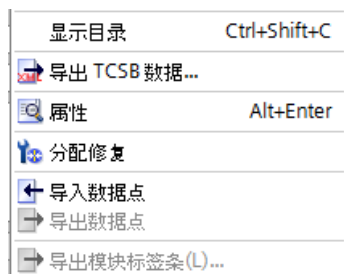 显示目录 Ctrl+Shift+C
导出 TCSB 数据...
属性 Alt+Enter
分配修复
导入数据点
导出数据点
导出模块标签条(L)...